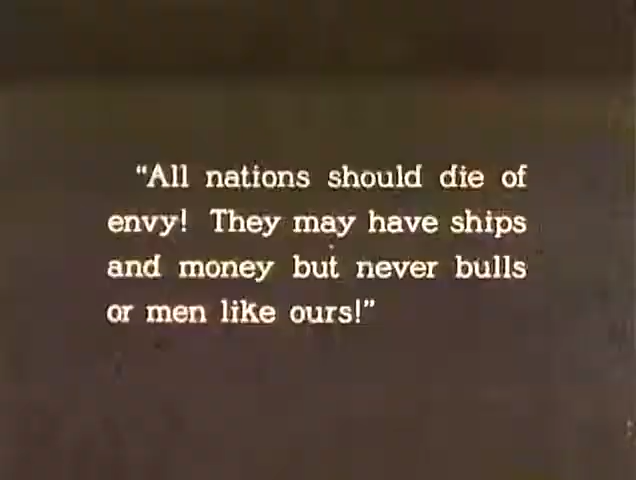 "All nations should die of
envy! They may have ships
and money but never bulls
or men like ours!"